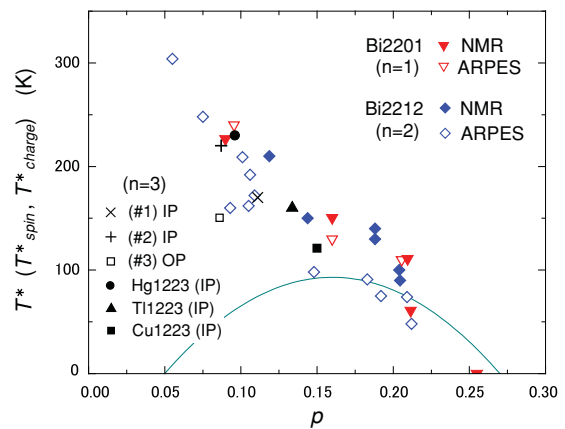 T* (T*spin, T*charge) (K)
300
200
100
0
Bi2201 NMR
(n=1) ARPES
Bi2212 NMR
(n=2) ARPES
(n=3)
(#1) IP
(#2) IP
(#3) OP
Hg1223 (IP)
Tl1223 (IP)
Cu1223 (IP)
0.00 0.05 0.10 0.15 0.20 0.25 0.30
p